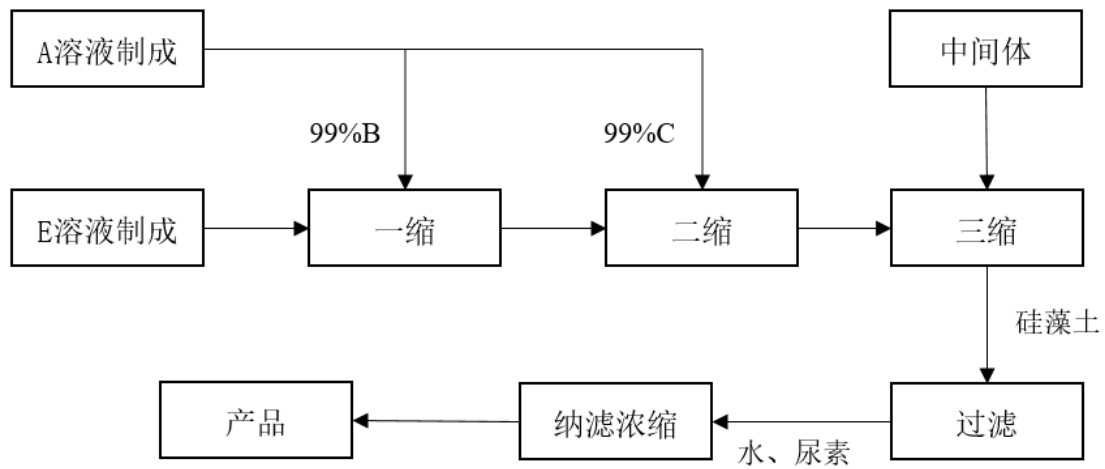 A溶液制成
中间体
99%B
99%C
E溶液制成
一缩
二缩
三缩
硅藻土
产品
纳滤浓缩
过滤
水、尿素